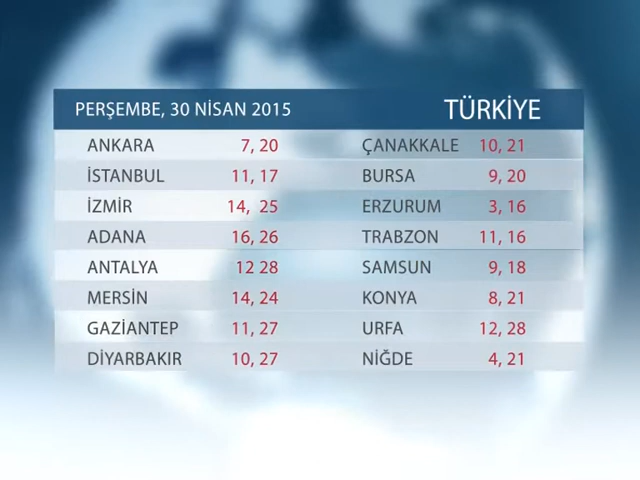 PERŞEMBE, 30 NİSAN 2015 TÜRKİYE
ANKARA 7, 20 ÇANAKKALE 10, 21
İSTANBUL 11, 17 BURSA 9, 20
İZMİR 14, 25 ERZURUM 3, 16
ADANA 16, 26 TRABZON 11, 16
ANTALYA 12 28 SAMSUN 9, 18
MERSİN 14, 24 KONYA 8, 21
GAZİANTEP 11, 27 URFA 12, 28
DİYARBAKIR 10, 27 NİĞDE 4, 21